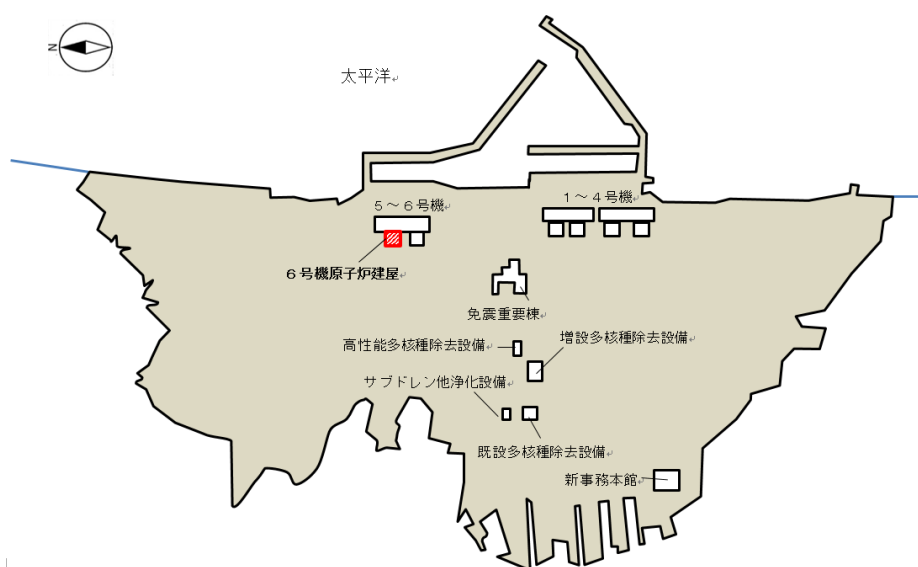 N
太平洋
5～6号機
1～4号機
6号機原子炉建屋
免震重要棟
高性能多核種除去設備
増設多核種除去設備
サブドレン他浄化設備
既設多核種除去設備
新事務本館